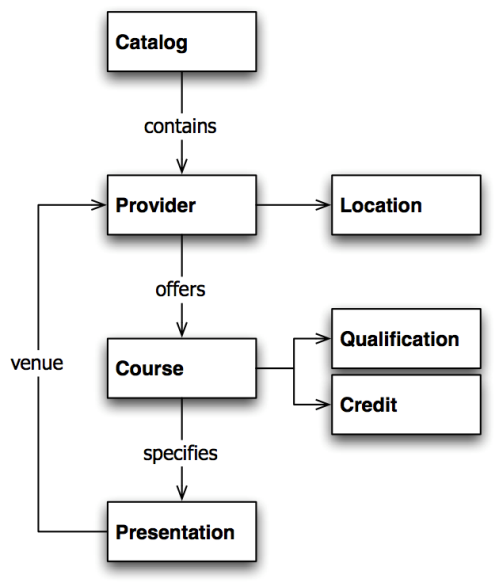 Catalog
contains
Provider
Location
offers
Qualification
venue
Course
Credit
specifies
Presentation